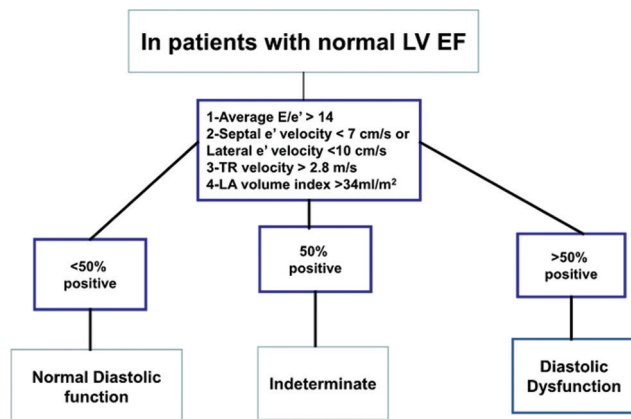 In patients with normal LV EF
1-Average E/e' > 14
2-Septal e' velocity < 7 cm/s or
Lateral e' velocity <10 cm/s
3-TR velocity > 2.8 m/s
4-LA volume index >34ml/m²
<50%
positive
50%
positive
>50%
positive
Normal Diastolic
function
Indeterminate
Diastolic
Dysfunction